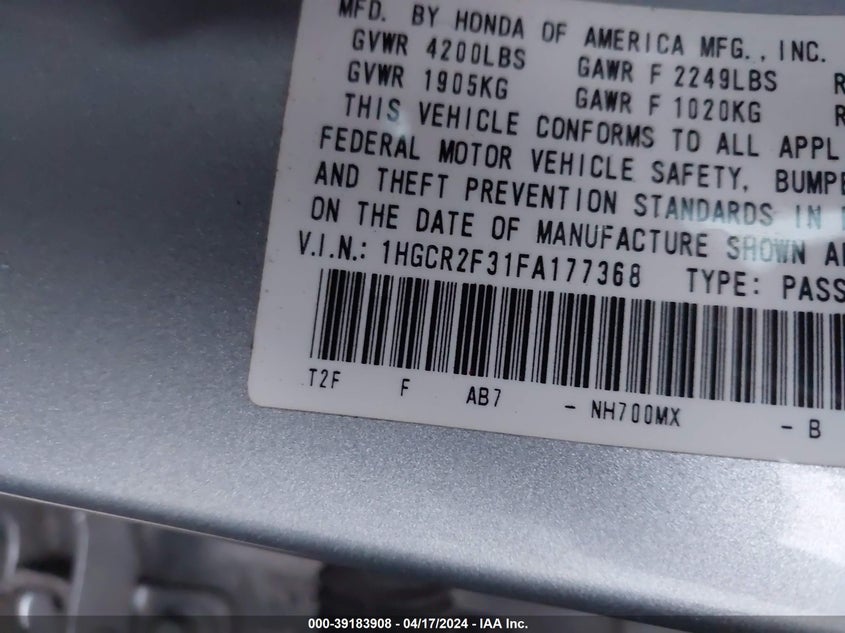 MFD. BY HONDA OF AMERICA MFG., INC.
GVWR 4200LBS GAWR F 2249LBS R
GVWR 1905KG GAWR F 1020KG R
THIS VEHICLE CONFORMS TO ALL APPL
FEDERAL MOTOR VEHICLE SAFETY, BUMPE
AND THEFT PREVENTION STANDARDS IN
ON THE DATE OF MANUFACTURE SHOWN
V.I.N.: 1HGCR2F31FA177368 TYPE: PASS
T2F F AB7 - NH700MX - B
000-39183908 - 04/17/2024 - IAA Inc.